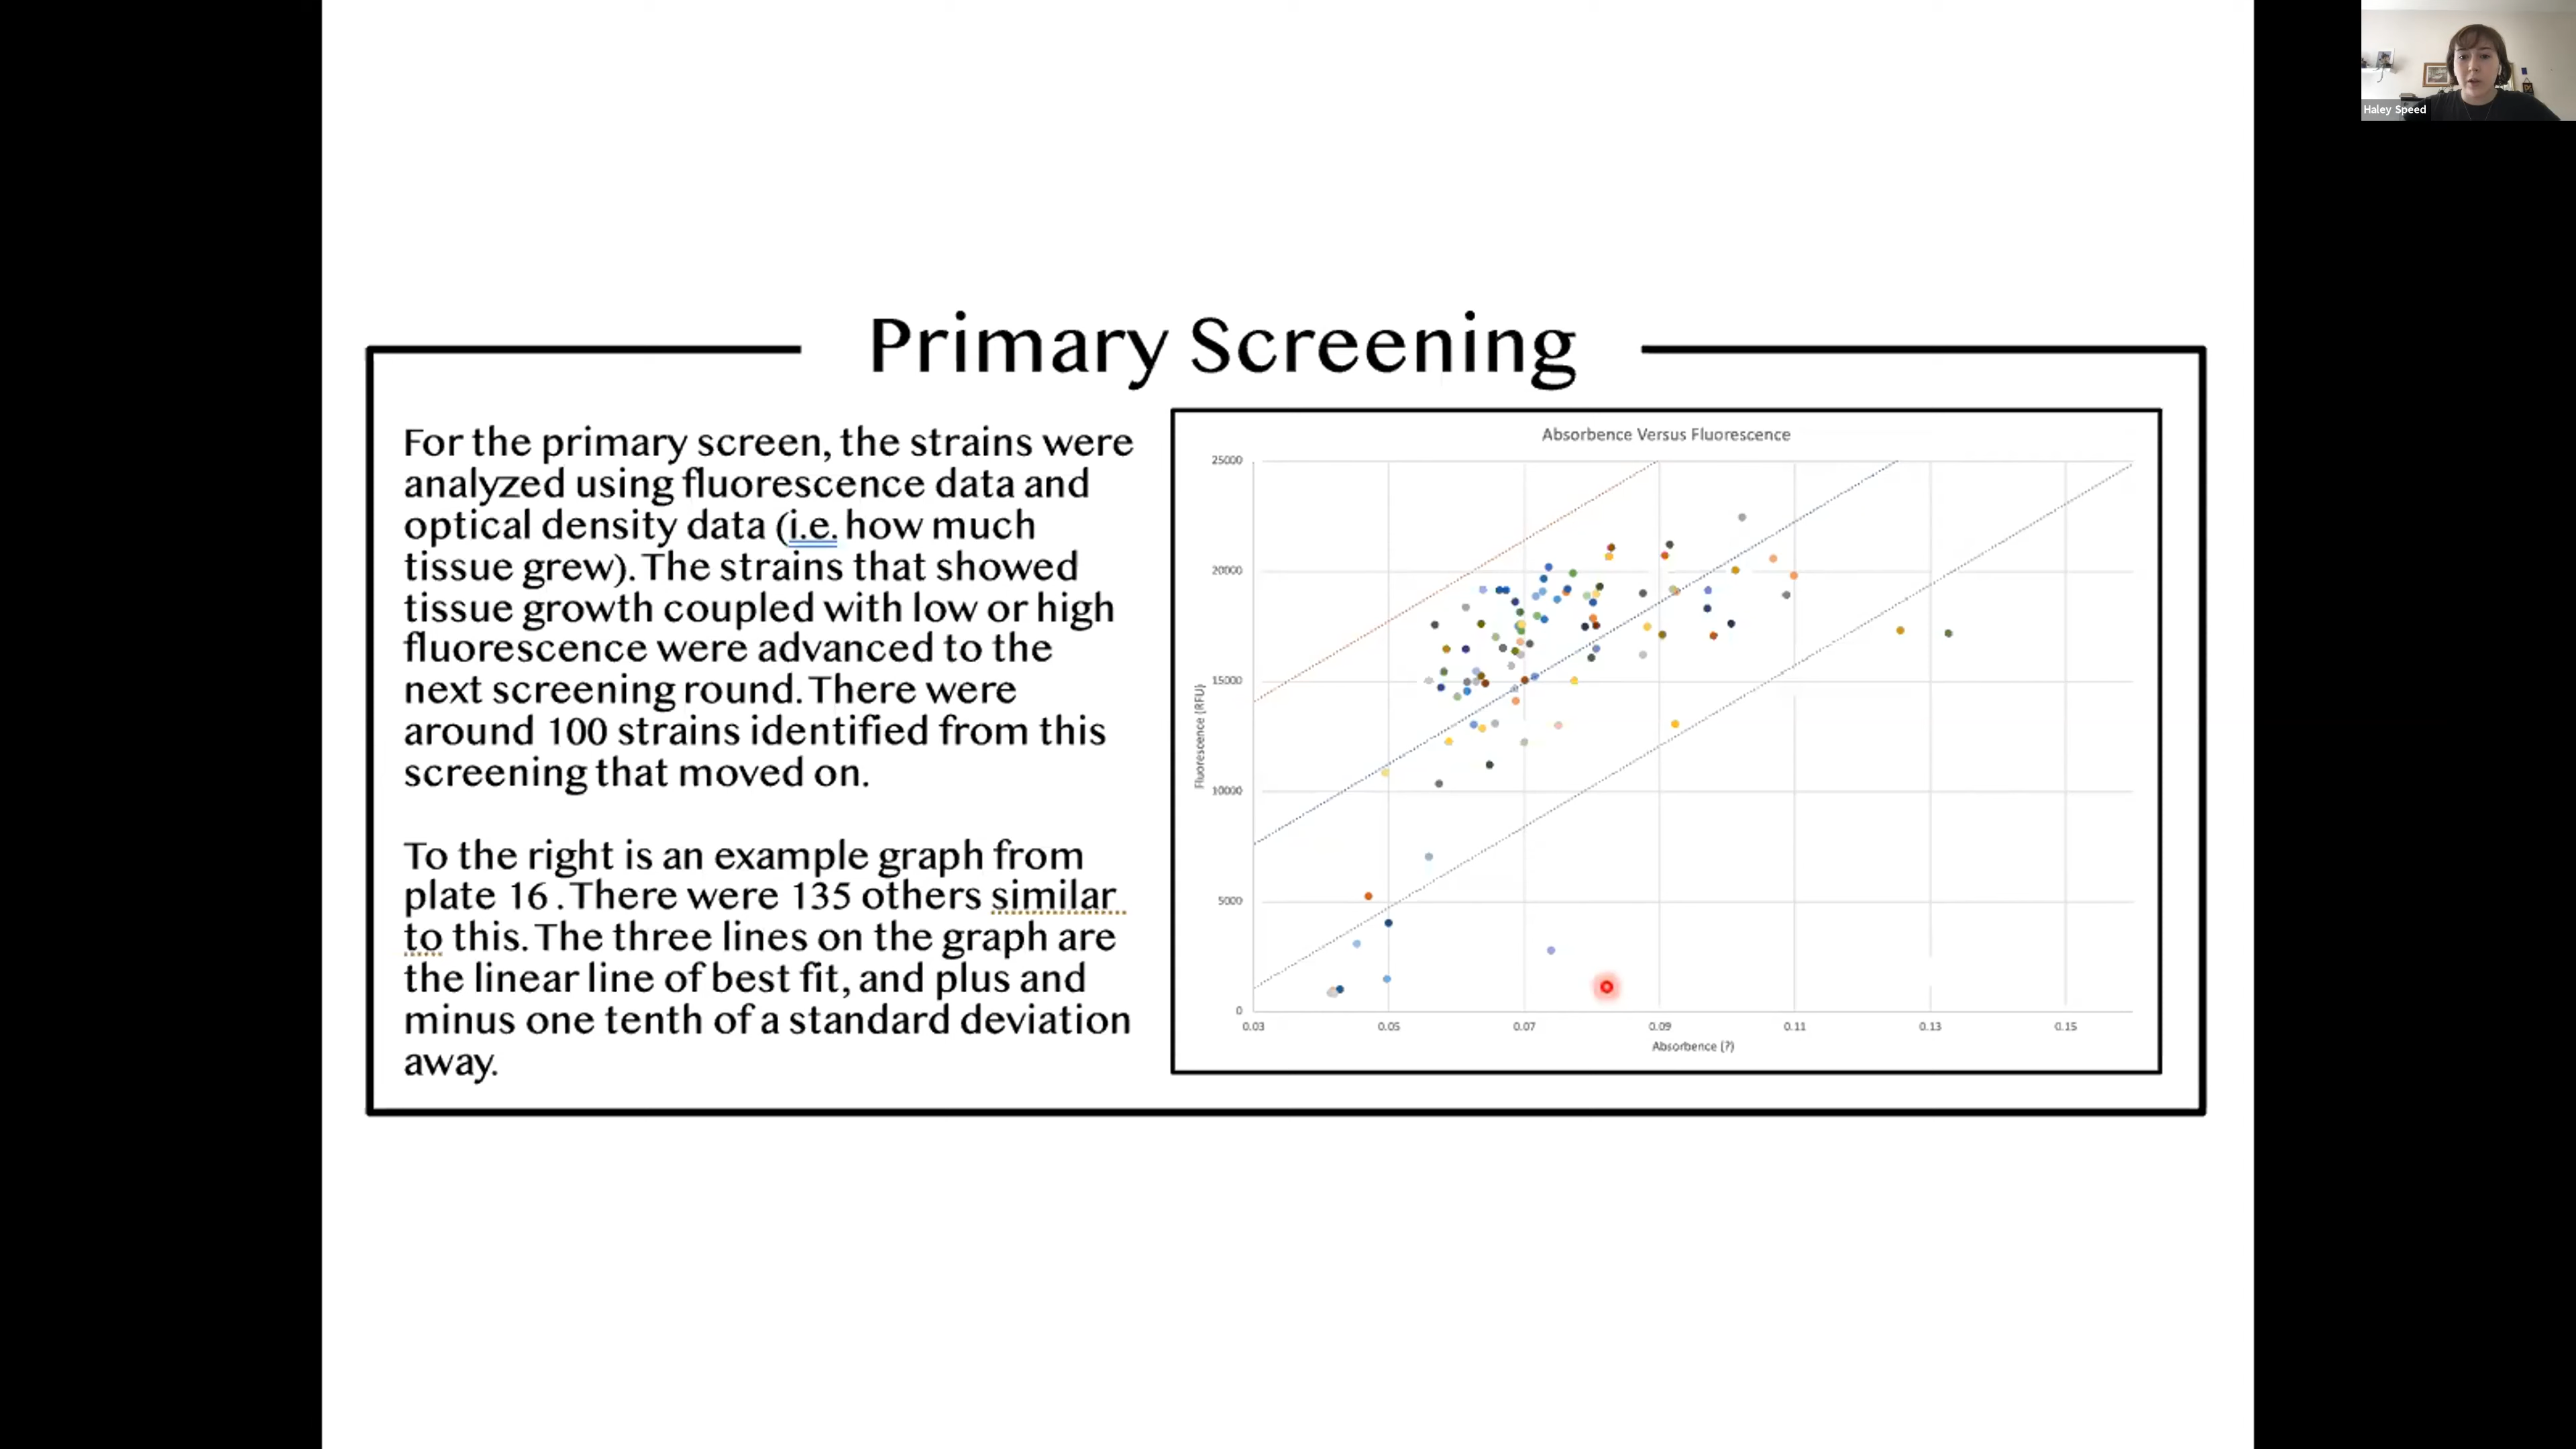 Haley Speed
Primary Screening
For the primary screen, the strains were
analyzed using fluorescence data and
optical density data (i.e. how much
tissue grew). The strains that showed
tissue growth coupled with low or high
fluorescence were advanced to the
next screening round. There were
around 100 strains identified from this
screening that moved on.
To the right is an example graph from
plate 16 . There were 135 others similar
to this. The three lines on the graph are
the linear line of best fit, and plus and
minus one tenth of a standard deviation
away.
Absorbence Versus Fluorescence
25000
20000
15000
10000
5000
0
Fluorescence (RFU)
0.03 0.05 0.07 0.09 0.11 0.13 0.15
Absorbence (?)